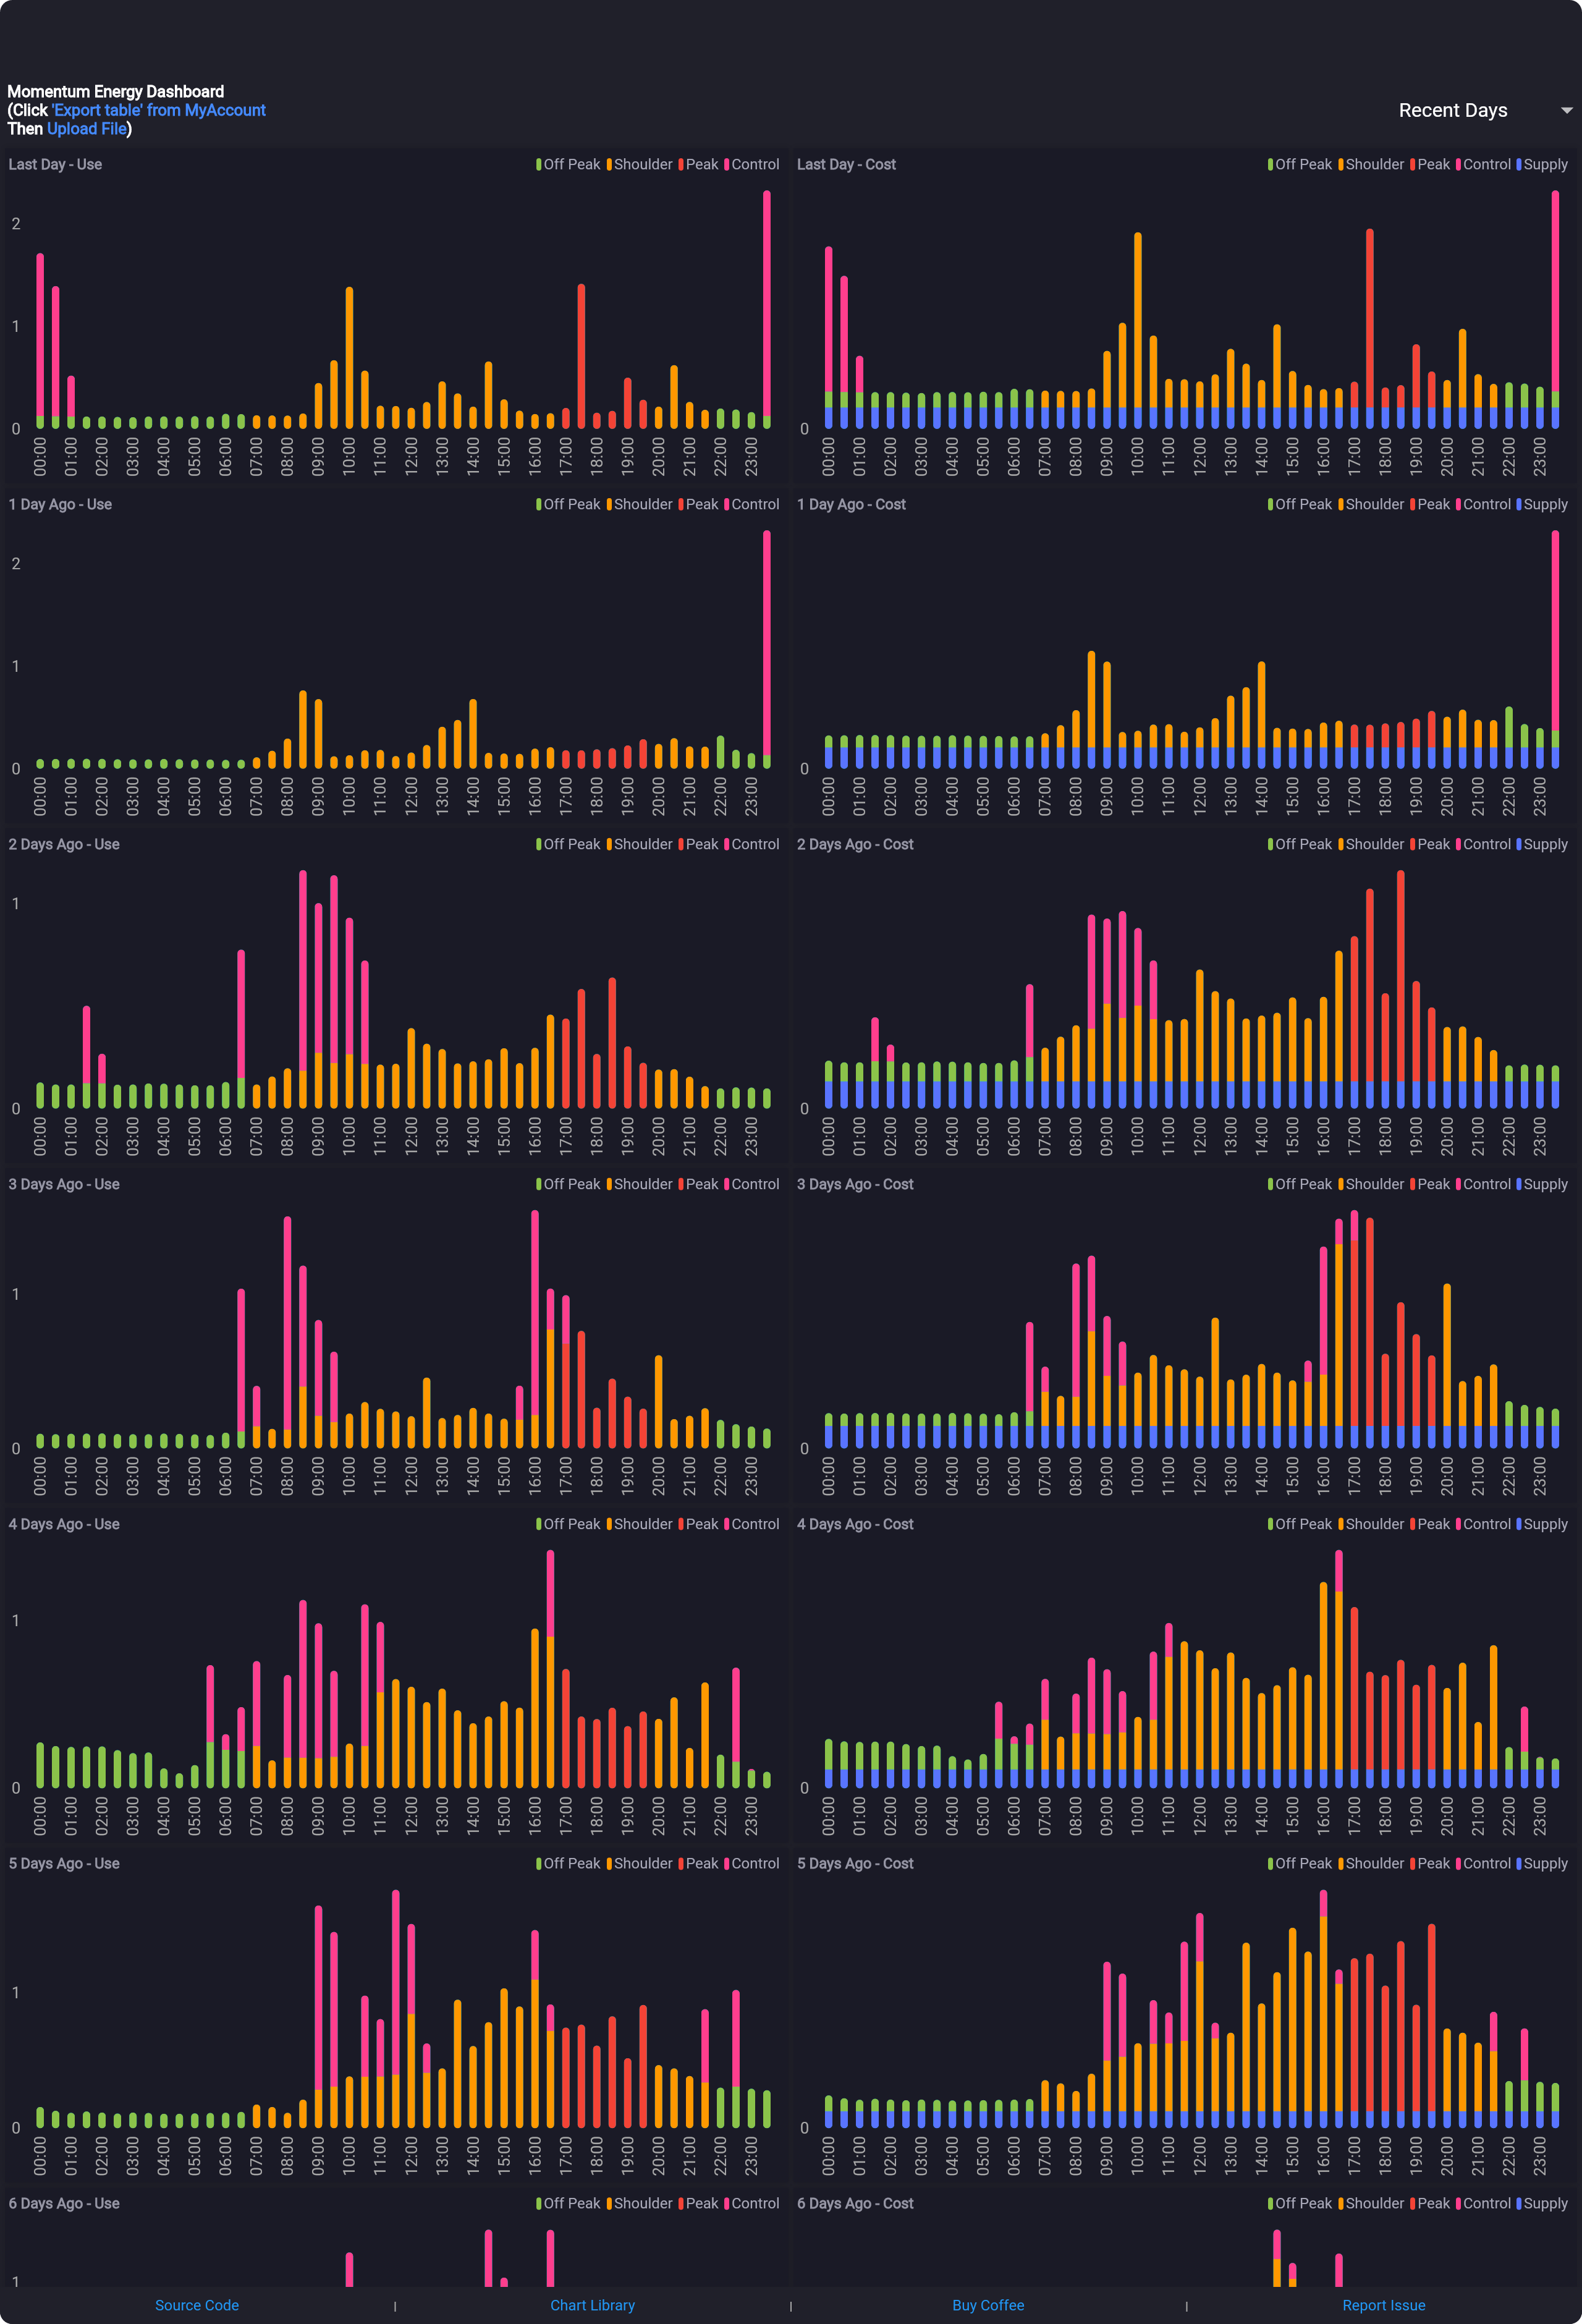 Momentum Energy Dashboard
(Click 'Export table' from MyAccount
Then Upload File)
Recent Days
Last Day - Use
Off Peak Shoulder Peak Control
2
1
0
00:00 01:00 02:00 03:00 04:00 05:00 06:00 07:00 08:00 09:00 10:00 11:00 12:00 13:00 14:00 15:00 16:00 17:00 18:00 19:00 20:00 21:00 22:00 23:00
Last Day - Cost
Off Peak Shoulder Peak Control Supply
0
00:00 01:00 02:00 03:00 04:00 05:00 06:00 07:00 08:00 09:00 10:00 11:00 12:00 13:00 14:00 15:00 16:00 17:00 18:00 19:00 20:00 21:00 22:00 23:00
1 Day Ago - Use
Off Peak Shoulder Peak Control
2
1
0
00:00 01:00 02:00 03:00 04:00 05:00 06:00 07:00 08:00 09:00 10:00 11:00 12:00 13:00 14:00 15:00 16:00 17:00 18:00 19:00 20:00 21:00 22:00 23:00
1 Day Ago - Cost
Off Peak Shoulder Peak Control Supply
0
00:00 01:00 02:00 03:00 04:00 05:00 06:00 07:00 08:00 09:00 10:00 11:00 12:00 13:00 14:00 15:00 16:00 17:00 18:00 19:00 20:00 21:00 22:00 23:00
2 Days Ago - Use
Off Peak Shoulder Peak Control
1
0
00:00 01:00 02:00 03:00 04:00 05:00 06:00 07:00 08:00 09:00 10:00 11:00 12:00 13:00 14:00 15:00 16:00 17:00 18:00 19:00 20:00 21:00 22:00 23:00
2 Days Ago - Cost
Off Peak Shoulder Peak Control Supply
0
00:00 01:00 02:00 03:00 04:00 05:00 06:00 07:00 08:00 09:00 10:00 11:00 12:00 13:00 14:00 15:00 16:00 17:00 18:00 19:00 20:00 21:00 22:00 23:00
3 Days Ago - Use
Off Peak Shoulder Peak Control
1
0
00:00 01:00 02:00 03:00 04:00 05:00 06:00 07:00 08:00 09:00 10:00 11:00 12:00 13:00 14:00 15:00 16:00 17:00 18:00 19:00 20:00 21:00 22:00 23:00
3 Days Ago - Cost
Off Peak Shoulder Peak Control Supply
0
00:00 01:00 02:00 03:00 04:00 05:00 06:00 07:00 08:00 09:00 10:00 11:00 12:00 13:00 14:00 15:00 16:00 17:00 18:00 19:00 20:00 21:00 22:00 23:00
4 Days Ago - Use
Off Peak Shoulder Peak Control
1
0
00:00 01:00 02:00 03:00 04:00 05:00 06:00 07:00 08:00 09:00 10:00 11:00 12:00 13:00 14:00 15:00 16:00 17:00 18:00 19:00 20:00 21:00 22:00 23:00
4 Days Ago - Cost
Off Peak Shoulder Peak Control Supply
0
00:00 01:00 02:00 03:00 04:00 05:00 06:00 07:00 08:00 09:00 10:00 11:00 12:00 13:00 14:00 15:00 16:00 17:00 18:00 19:00 20:00 21:00 22:00 23:00
5 Days Ago - Use
Off Peak Shoulder Peak Control
1
0
00:00 01:00 02:00 03:00 04:00 05:00 06:00 07:00 08:00 09:00 10:00 11:00 12:00 13:00 14:00 15:00 16:00 17:00 18:00 19:00 20:00 21:00 22:00 23:00
5 Days Ago - Cost
Off Peak Shoulder Peak Control Supply
0
00:00 01:00 02:00 03:00 04:00 05:00 06:00 07:00 08:00 09:00 10:00 11:00 12:00 13:00 14:00 15:00 16:00 17:00 18:00 19:00 20:00 21:00 22:00 23:00
6 Days Ago - Use
Off Peak Shoulder Peak Control
1
6 Days Ago - Cost
Off Peak Shoulder Peak Control Supply
Source Code | Chart Library | Buy Coffee | Report Issue